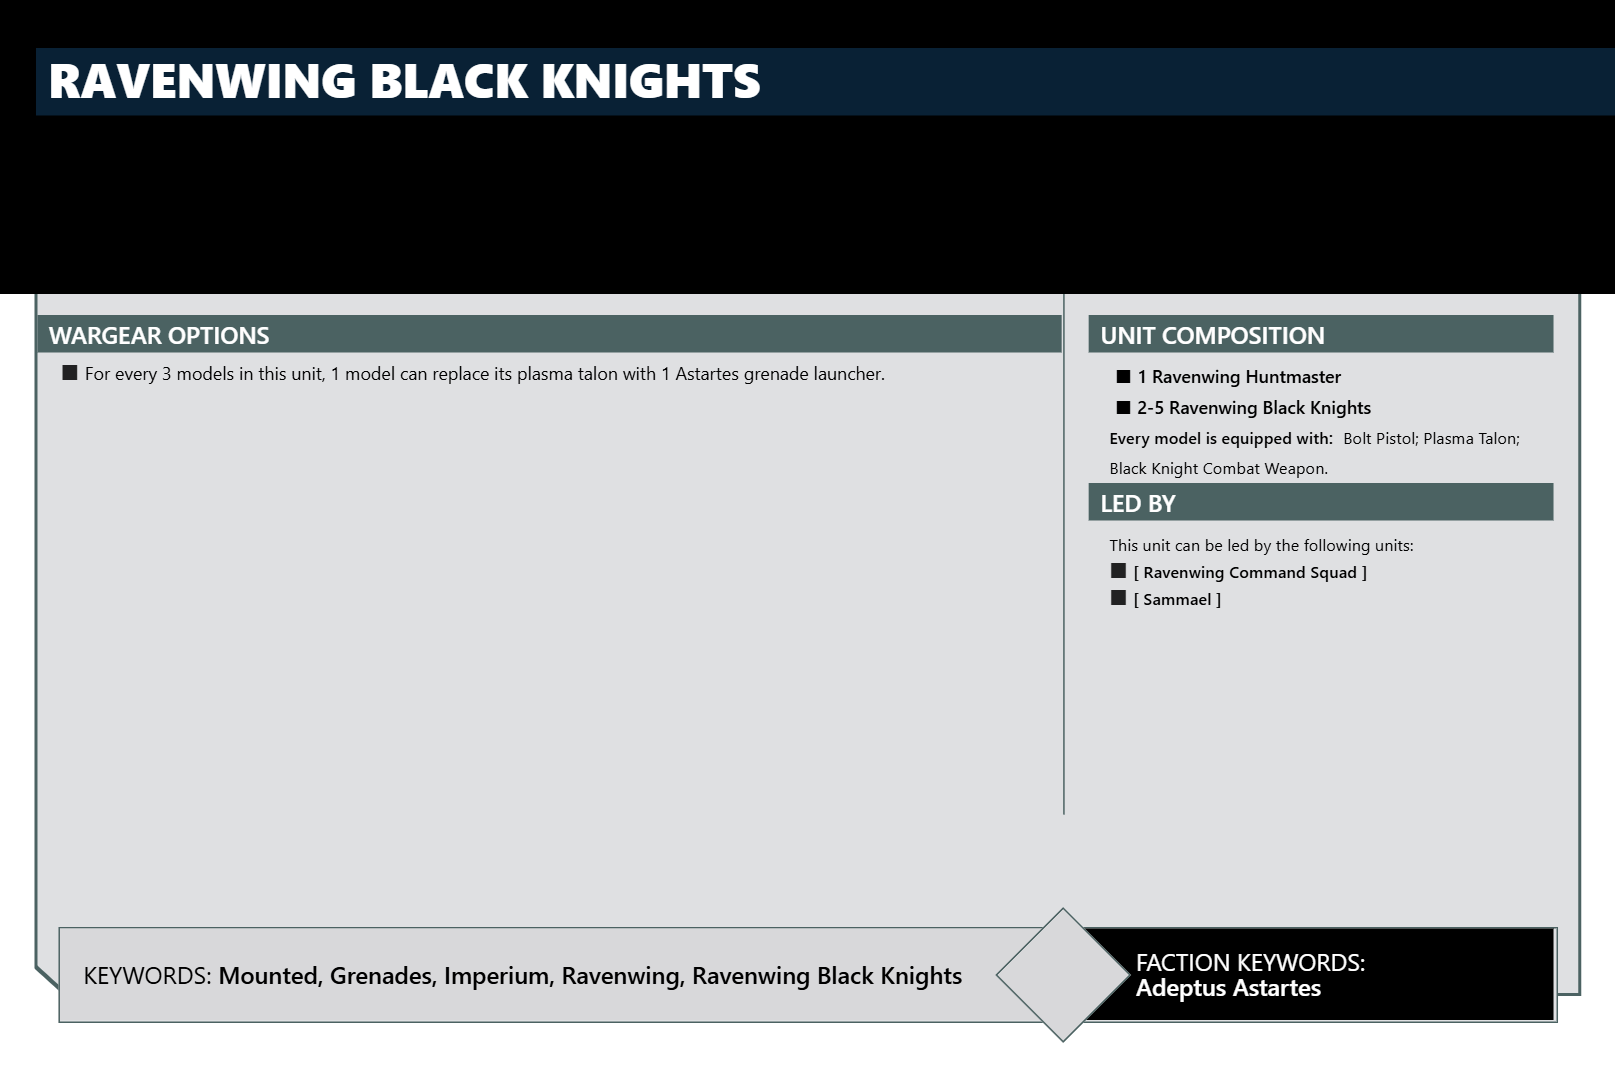 RAVENWING BLACK KNIGHTS
WARGEAR OPTIONS
For every 3 models in this unit, 1 model can replace its plasma talon with 1 Astartes grenade launcher.
UNIT COMPOSITION
1 Ravenwing Huntmaster
2-5 Ravenwing Black Knights
Every model is equipped with: Bolt Pistol; Plasma Talon;
Black Knight Combat Weapon.
LED BY
This unit can be led by the following units:
[ Ravenwing Command Squad ]
[ Sammael ]
KEYWORDS: Mounted, Grenades, Imperium, Ravenwing, Ravenwing Black Knights
FACTION KEYWORDS:
Adeptus Astartes